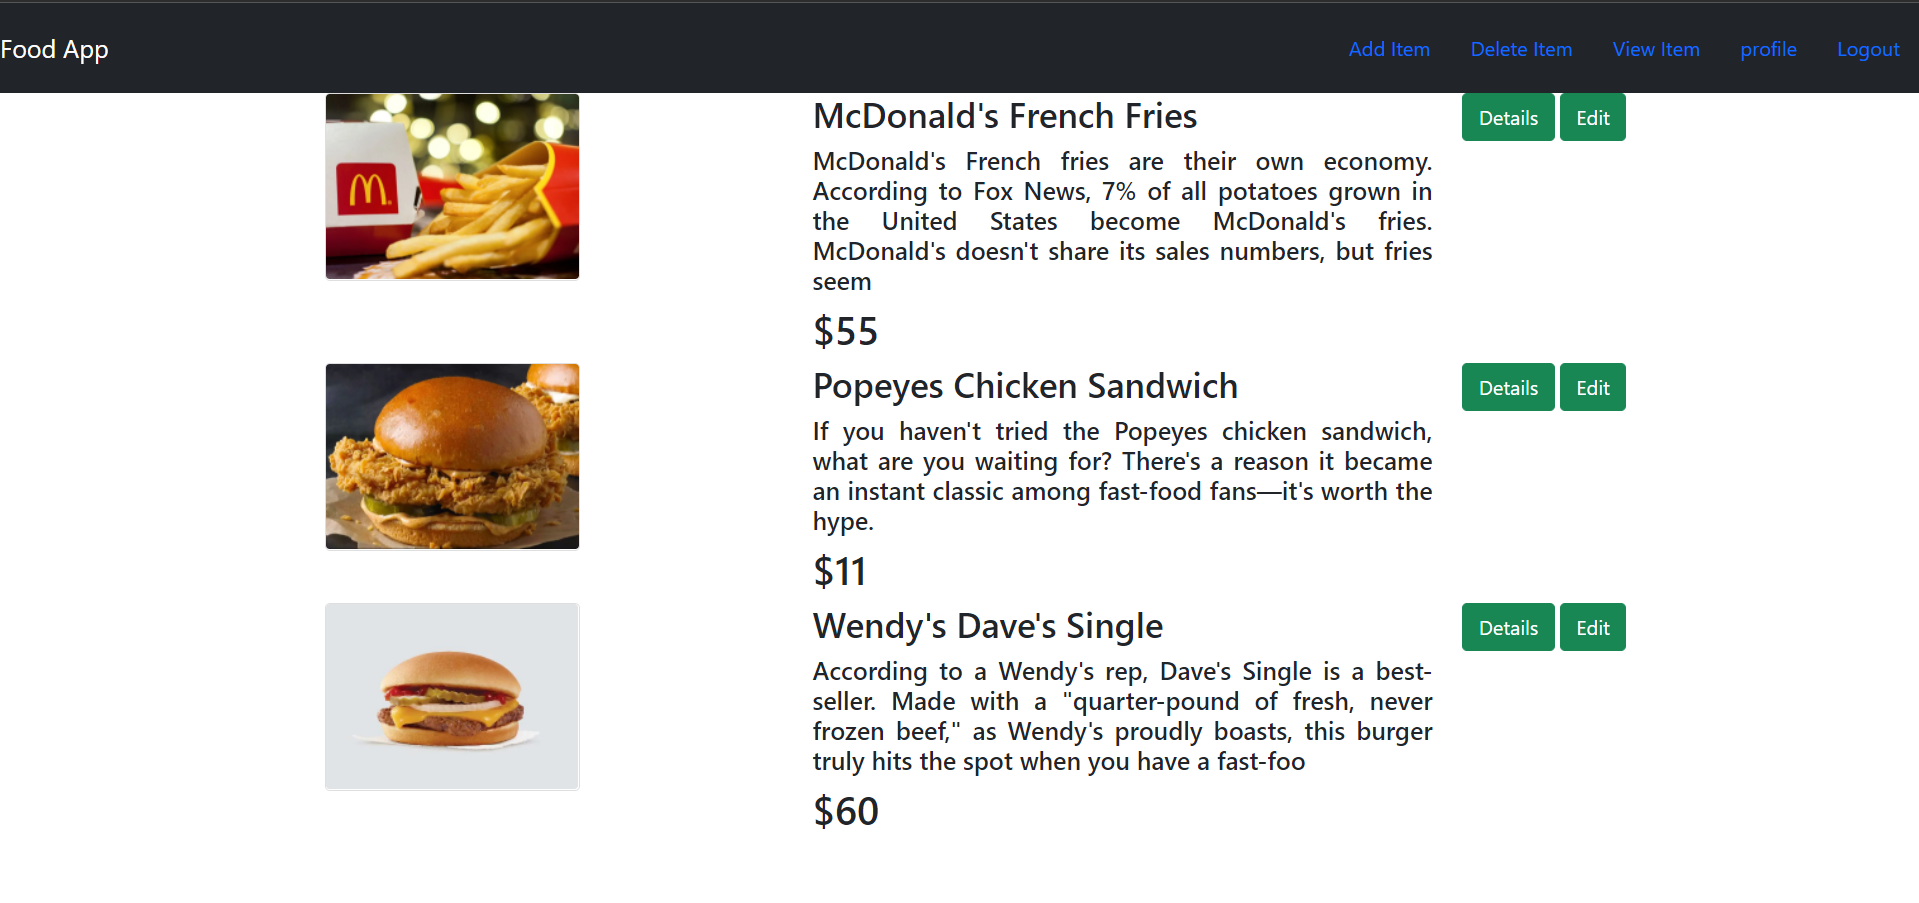 Food App
Add Item
Delete Item
View Item
profile
Logout
McDonald's French Fries
Details
Edit
McDonald's French fries are their own economy.
According to Fox News, 7% of all potatoes grown in
the United States become McDonald's fries.
McDonald's doesn't share its sales numbers, but fries
seem
$55
Popeyes Chicken Sandwich
Details
Edit
If you haven't tried the Popeyes chicken sandwich,
what are you waiting for? There's a reason it became
an instant classic among fast-food fans—it's worth the
hype.
$11
Wendy's Dave's Single
Details
Edit
According to a Wendy's rep, Dave's Single is a best-
seller. Made with a "quarter-pound of fresh, never
frozen beef," as Wendy's proudly boasts, this burger
truly hits the spot when you have a fast-foo
$60